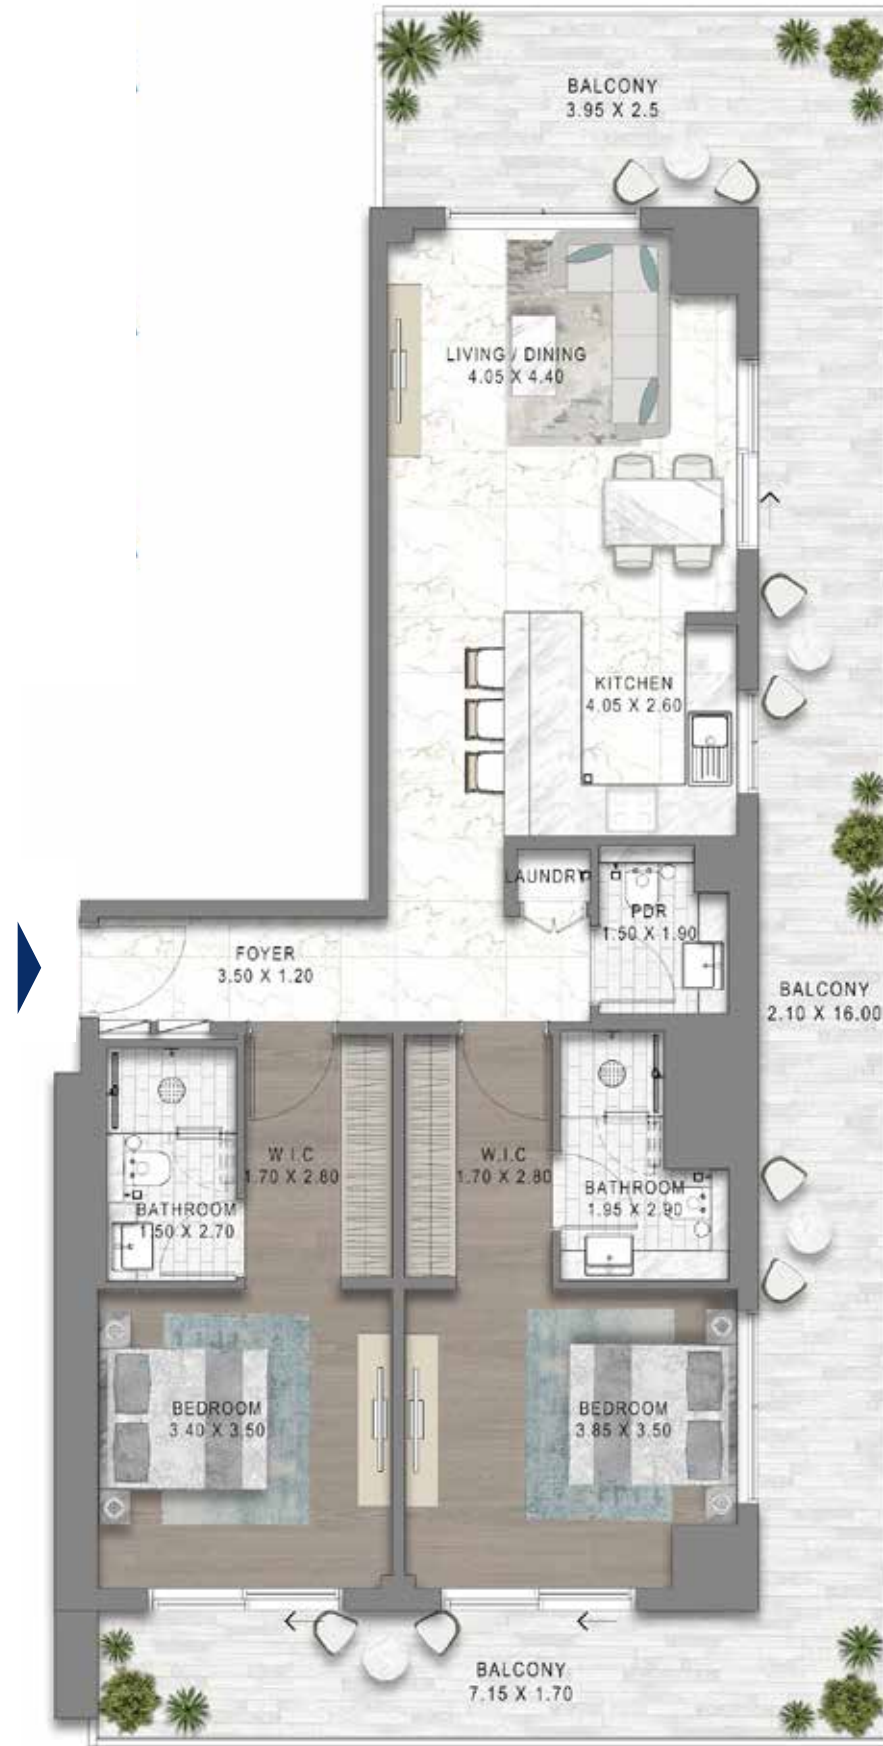 BALCONY
3.95 X 2.5
LIVING / DINING
4.05 X 4.40
KITCHEN
4.05 X 2.60
LAUNDRY
PDR
1.50 X 1.90
FOYER
3.50 X 1.20
BALCONY
2.10 X 16.00
W.I.C
1.70 X 2.80
W.I.C
1.70 X 2.80
BATHROOM
1.50 X 2.70
BATHROOM
1.95 X 2.90
BEDROOM
3.40 X 3.50
BEDROOM
3.85 X 3.50
BALCONY
7.15 X 1.70